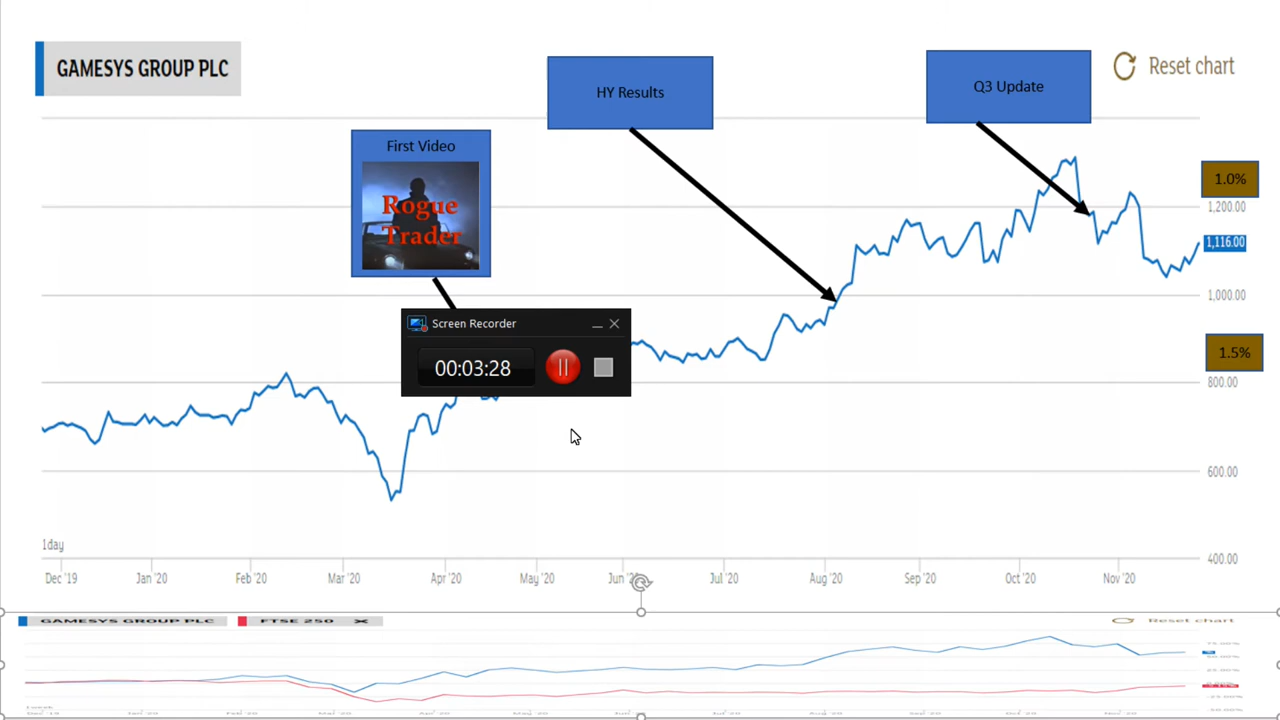 GAMESYS GROUP PLC
Reset chart
HY Results
Q3 Update
First Video
Rogue
Trader
1.0%
1,200.00
1,116.00
1,000.00
1.5%
800.00
600.00
400.00
Screen Recorder
00:03:28
1day
Dec '19
Jan '20
Feb '20
Mar '20
Apr '20
May '20
Jun '20
Jul '20
Aug '20
Sep '20
Oct '20
Nov '20
GAMESYS GROUP PLC
FTSE 250
Reset chart